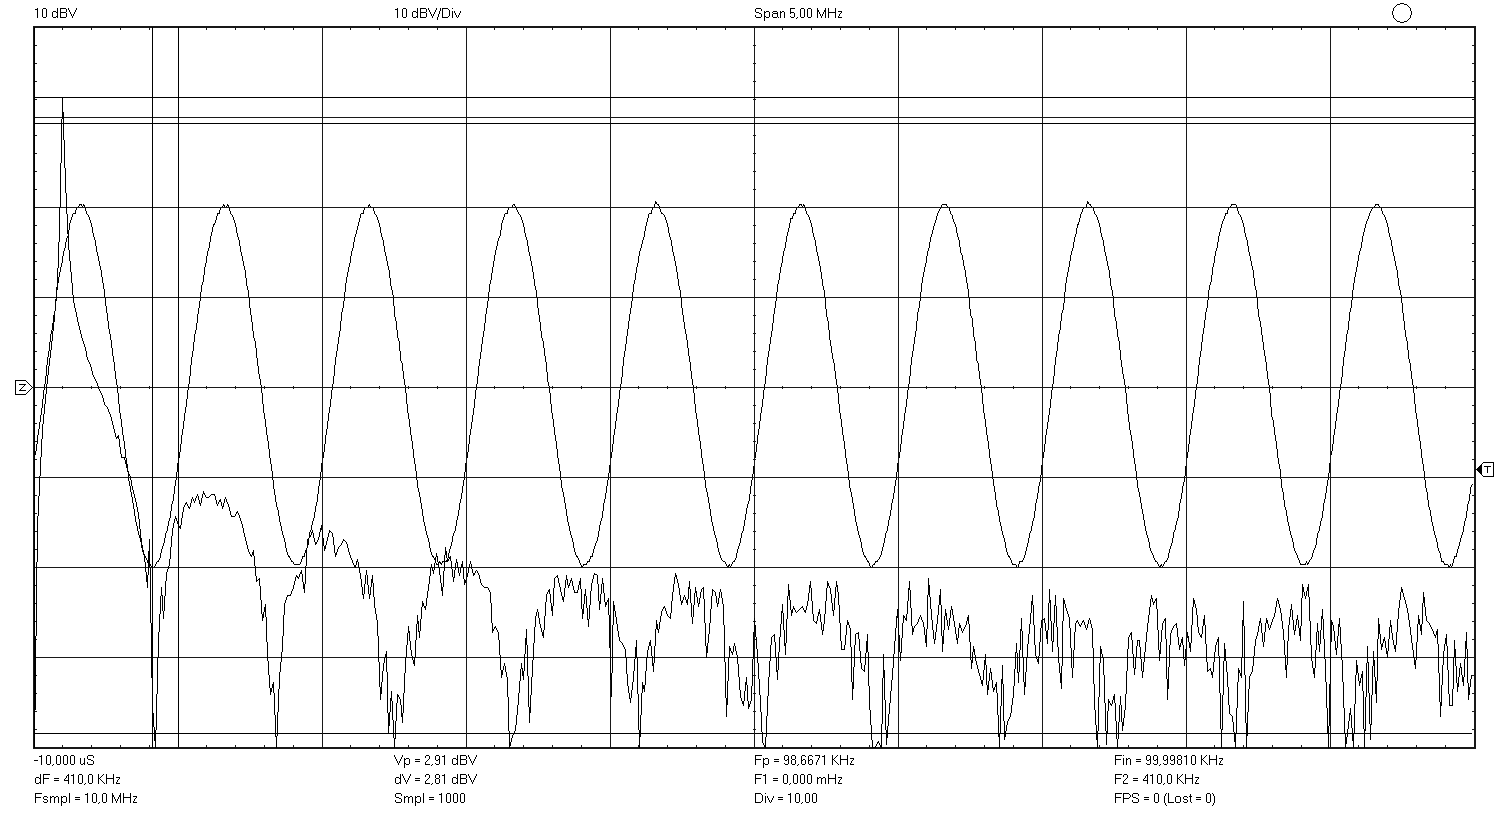 10 dBV 10 dBV/Div Span 5,00 MHz
Z
T
-10,000 uS Vp = 2,91 dBV Fp = 98,6671 KHz Fin = 99,99810 KHz
dF = 410,0 KHz dV = 2,81 dBV F1 = 0,000 mHz F2 = 410,0 KHz
Fsmpl = 10,0 MHz Smpl = 1000 Div = 10,00 FPS = 0 (Lost = 0)